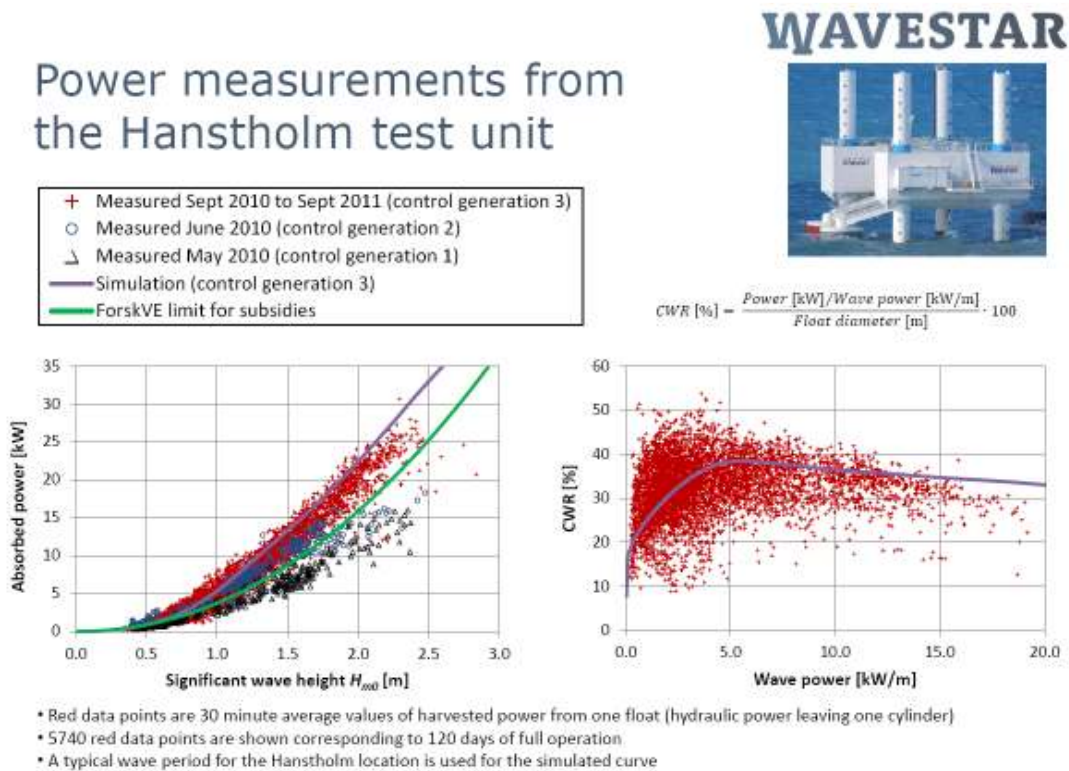 WAVESTAR
Power measurements from
the Hanstholm test unit
Measured Sept 2010 to Sept 2011 (control generation 3)
Measured June 2010 (control generation 2)
Measured May 2010 (control generation 1)
Simulation (control generation 3)
ForskVE limit for subsidies
CWR [%] = Power [kW]/Wave power [kW/m] / Float diameter [m] · 100
Absorbed power [kW]
35
30
25
20
15
10
5
0
0.0 0.5 1.0 1.5 2.0 2.5 3.0
Significant wave height Hm0 [m]
CWR [%]
60
50
40
30
20
10
0
0.0 5.0 10.0 15.0 20.0
Wave power [kW/m]
• Red data points are 30 minute average values of harvested power from one float (hydraulic power leaving one cylinder)
• 5740 red data points are shown corresponding to 120 days of full operation
• A typical wave period for the Hanstholm location is used for the simulated curve